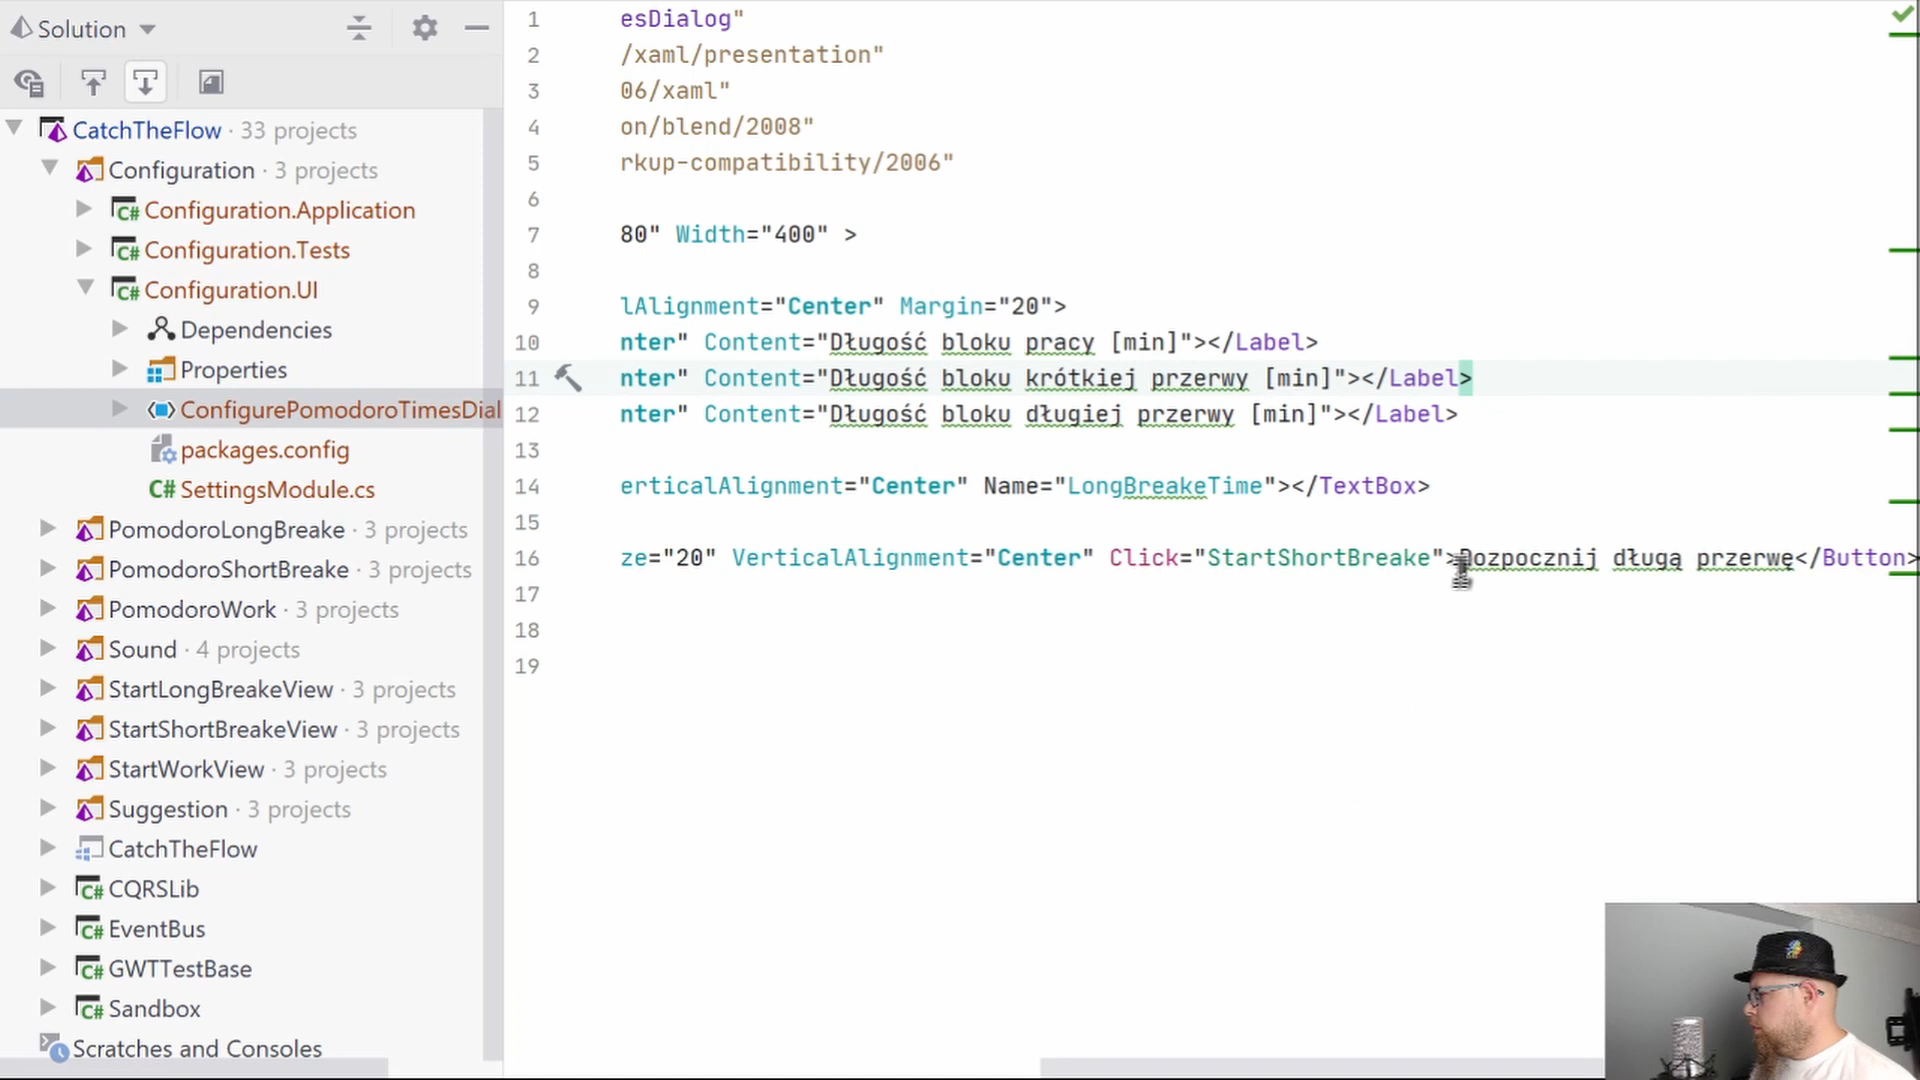 Solution
CatchTheFlow · 33 projects
Configuration · 3 projects
Configuration.Application
Configuration.Tests
Configuration.UI
Dependencies
Properties
ConfigurePomodoroTimesDial
packages.config
C# SettingsModule.cs
PomodoroLongBreake · 3 projects
PomodoroShortBreake · 3 projects
PomodoroWork · 3 projects
Sound · 4 projects
StartLongBreakeView · 3 projects
StartShortBreakeView · 3 projects
StartWorkView · 3 projects
Suggestion · 3 projects
CatchTheFlow
CQRSLib
EventBus
GWTTestBase
Sandbox
Scratches and Consoles
1 esDialog"
2 /xaml/presentation"
3 06/xaml"
4 on/blend/2008"
5 rkup-compatibility/2006"
6
7 80" Width="400" >
8
9 lAlignment="Center" Margin="20">
10 nter" Content="Długość bloku pracy [min]"></Label>
11 nter" Content="Długość bloku krótkiej przerwy [min]"></Label>
12 nter" Content="Długość bloku długiej przerwy [min]"></Label>
13
14 erticalAlignment="Center" Name="LongBreakeTime"></TextBox>
15
16 ze="20" VerticalAlignment="Center" Click="StartShortBreake">Rozpocznij długą przerwę</Button>
17
18
19